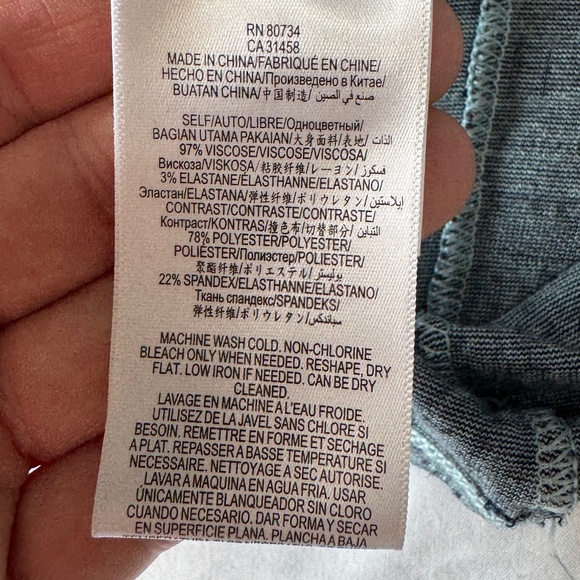 RN 80734
CA 31458
MADE IN CHINA/FABRIQUÉ EN CHINE/
HECHO EN CHINA/Произведено в Китае/
BUATAN CHINA/中国制造/صنع في الصين/
SELF/AUTO/LIBRE/Одноцветный/
BAGIAN UTAMA PAKAIAN/大身面料/表地/الذات
97% VISCOSE/VISCOSE/VISCOSA/
Вискоза/VISKOSA/粘胶纤维/レーヨン/فسكوز
3% ELASTANE/ÉLASTHANNE/ELASTANO/
Эластан/ELASTANA/弹性纤维/ポリウレタン/إيلاستين
CONTRAST/CONTRASTE/CONTRASTE/
Контраст/KONTRAS/撞色布/切替部分/التباين
78% POLYESTER/POLYESTER/
POLIÉSTER/Полиэстер/POLIESTER/
聚酯纤维/ポリエステル/بوليستر
22% SPANDEX/ELASTHANNE/ELASTANO/
Ткань спандекс/SPANDEKS/
弹性纤维/ポリウレタン/سباندكس
MACHINE WASH COLD. NON-CHLORINE
BLEACH ONLY WHEN NEEDED. RESHAPE, DRY
FLAT. LOW IRON IF NEEDED. CAN BE DRY
CLEANED.
LAVAGE EN MACHINE A L'EAU FROIDE.
UTILISEZ DE LA JAVEL SANS CHLORE SI
BESOIN. REMETTRE EN FORME ET SECHAGE
A PLAT. REPASSER A BASSE TEMPERATURE SI
NECESSAIRE. NETTOYAGE A SEC AUTORISE.
LAVAR A MAQUINA EN AGUA FRIA. USAR
ÚNICAMENTE BLANQUEADOR SIN CLORO
CUANDO NECESARIO. DAR FORMA Y SECAR
EN SUPERFICIE PLANA. PLANCHA A BAJA